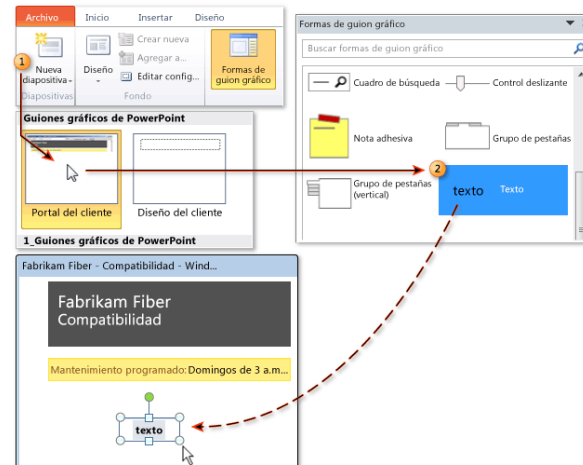 Archivo Inicio Insertar Diseño
Nueva diapositiva
Diapositivas
Diseño
Crear nueva
Agregar a...
Editar config...
Fondo
Formas de guion gráfico
1
Guiones gráficos de PowerPoint
Portal del cliente
Diseño del cliente
1_Guiones gráficos de PowerPoint
Formas de guion gráfico
Buscar formas de guion gráfico
Cuadro de búsqueda
Control deslizante
Nota adhesiva
Grupo de pestañas
2
Grupo de pestañas
(vertical)
texto Texto
Fabrikam Fiber - Compatibilidad - Wind...
Fabrikam Fiber
Compatibilidad
Mantenimiento programado: Domingos de 3 a.m...
texto